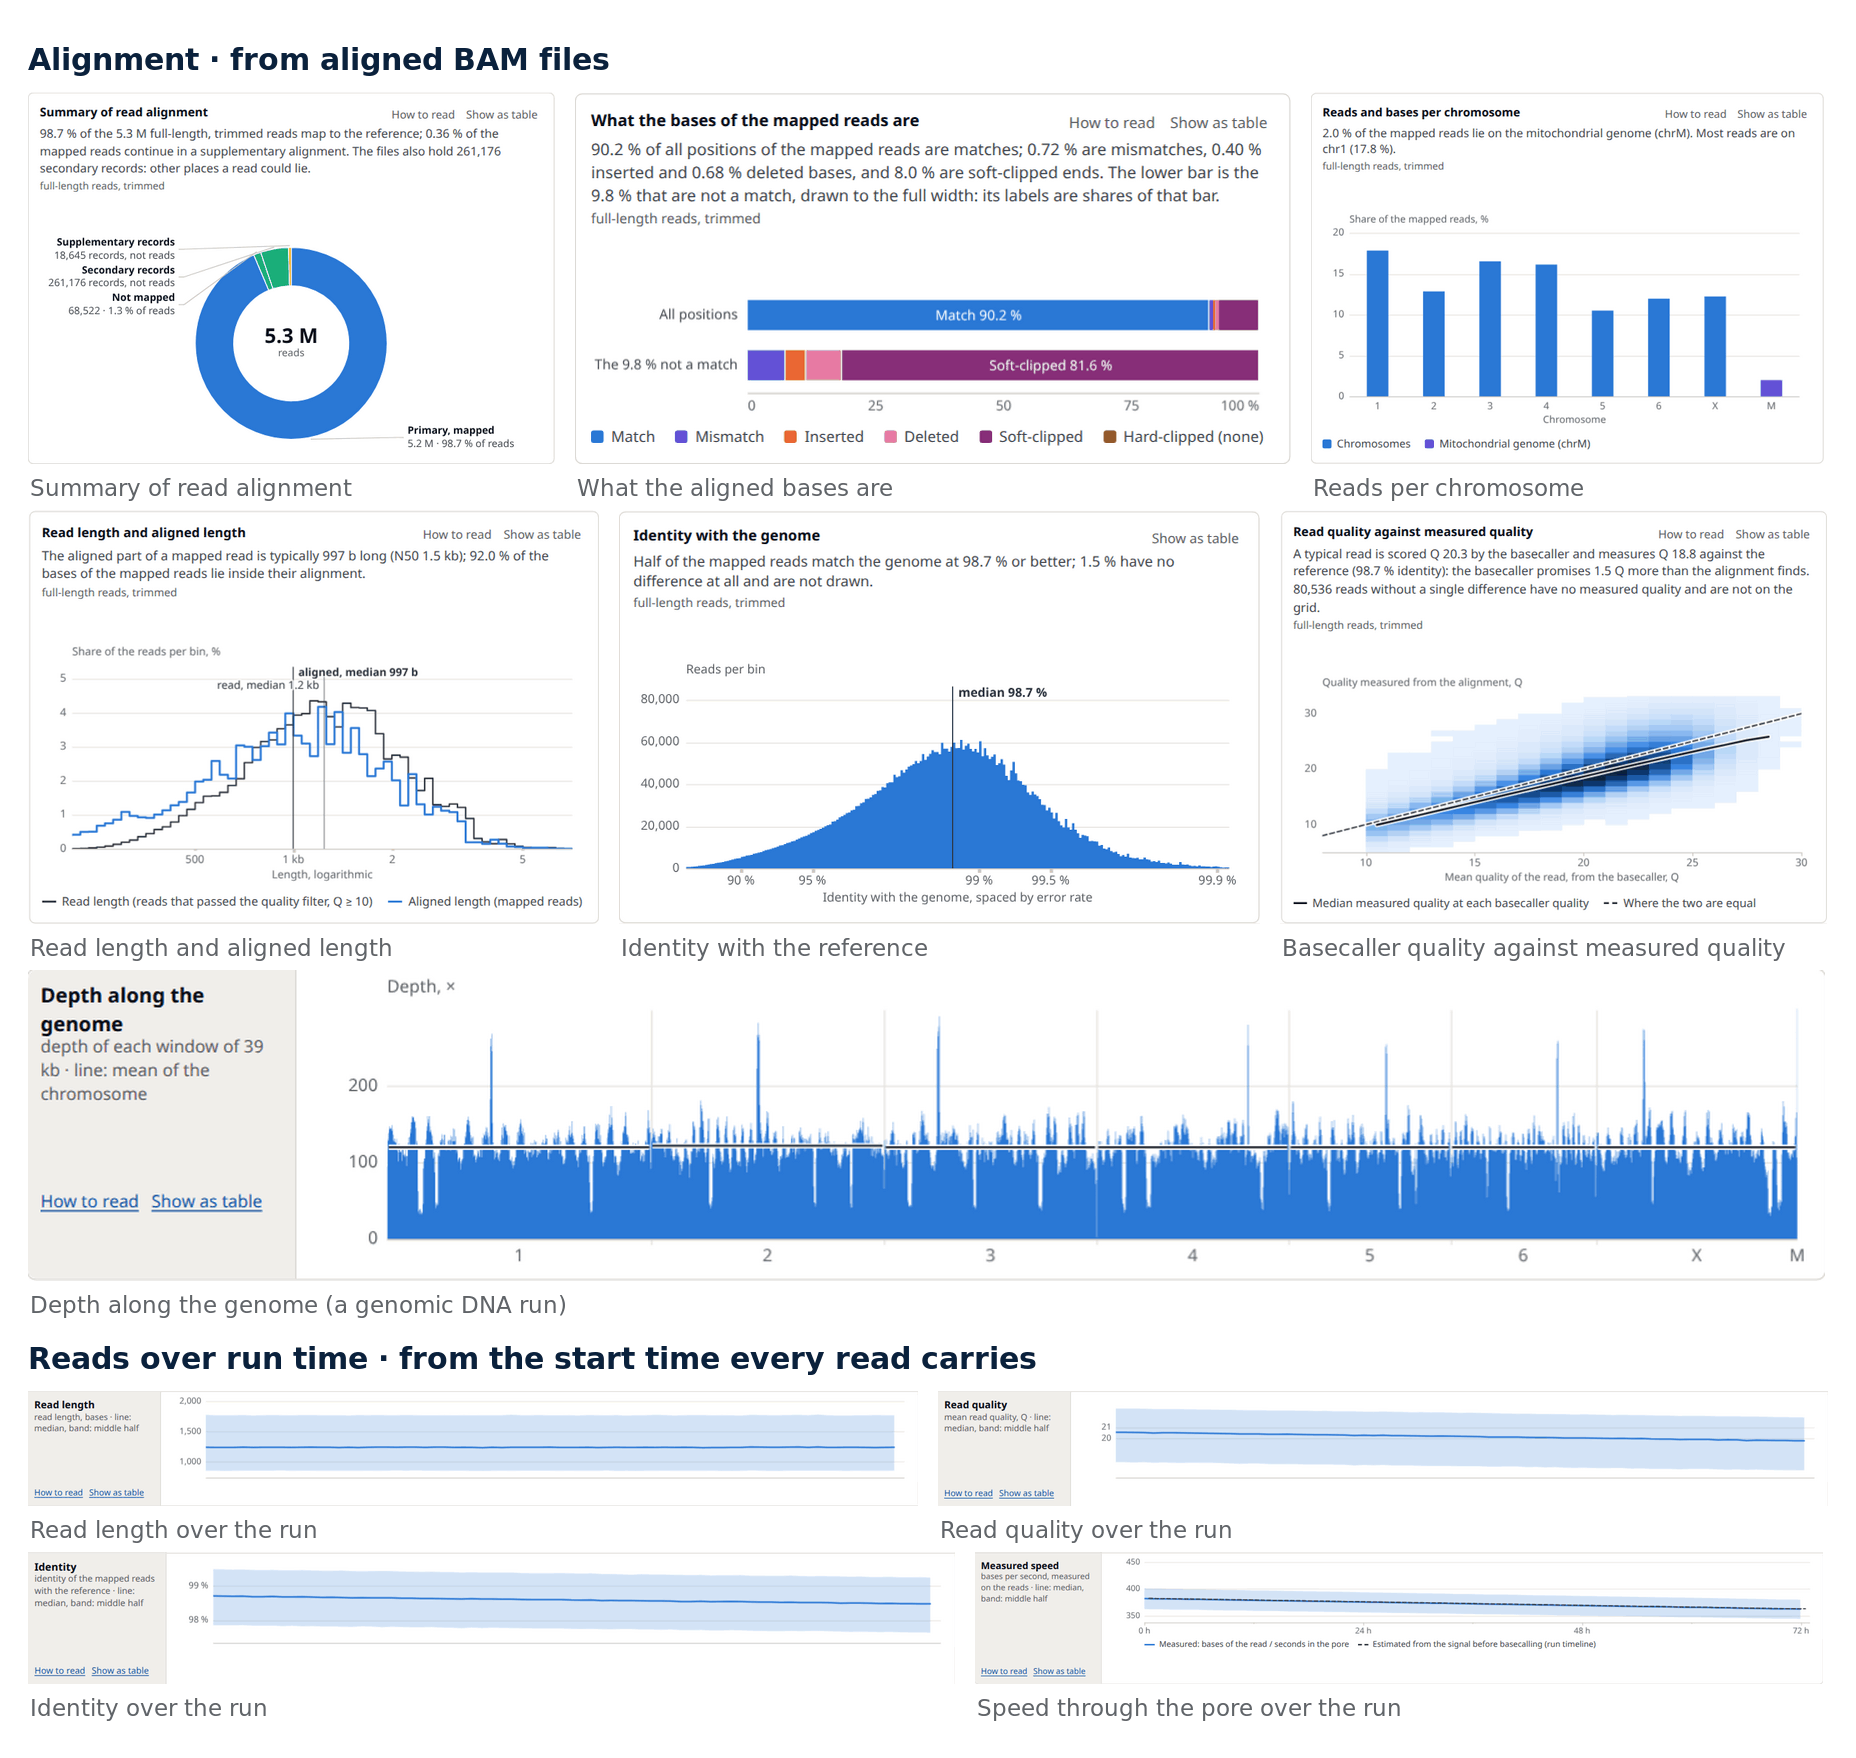 Alignment · from aligned BAM files
Summary of read alignment
How to read Show as table
98.7 % of the 5.3 M full-length, trimmed reads map to the reference; 0.36 % of the
mapped reads continue in a supplementary alignment. The files also hold 261,176
secondary records: other places a read could lie.
full-length reads, trimmed
Supplementary records
18,645 records, not reads
Secondary records
261,176 records, not reads
Not mapped
68,522 · 1.3 % of reads
5.3 M
reads
Primary, mapped
5.2 M · 98.7 % of reads
Summary of read alignment
What the bases of the mapped reads are
How to read Show as table
90.2 % of all positions of the mapped reads are matches; 0.72 % are mismatches, 0.40 %
inserted and 0.68 % deleted bases, and 8.0 % are soft-clipped ends. The lower bar is the
9.8 % that are not a match, drawn to the full width: its labels are shares of that bar.
full-length reads, trimmed
All positions
Match 90.2 %
The 9.8 % not a match
Soft-clipped 81.6 %
0 25 50 75 100 %
Match Mismatch Inserted Deleted Soft-clipped Hard-clipped (none)
What the aligned bases are
Reads and bases per chromosome
How to read Show as table
2.0 % of the mapped reads lie on the mitochondrial genome (chrM). Most reads are on
chr1 (17.8 %).
full-length reads, trimmed
Share of the mapped reads, %
20
15
10
5
0
1 2 3 4 5 6 X M
Chromosome
Chromosomes Mitochondrial genome (chrM)
Reads per chromosome
Read length and aligned length
How to read Show as table
The aligned part of a mapped read is typically 997 b long (N50 1.5 kb); 92.0 % of the
bases of the mapped reads lie inside their alignment.
full-length reads, trimmed
Share of the reads per bin, %
aligned, median 997 b
read, median 1.2 kb
5
4
3
2
1
0
500 1 kb 2 5
Length, logarithmic
Read length (reads that passed the quality filter, Q ≥ 10) Aligned length (mapped reads)
Read length and aligned length
Identity with the genome
Show as table
Half of the mapped reads match the genome at 98.7 % or better; 1.5 % have no
difference at all and are not drawn.
full-length reads, trimmed
Reads per bin
median 98.7 %
80,000
60,000
40,000
20,000
0
90 % 95 % 99 % 99.5 % 99.9 %
Identity with the genome, spaced by error rate
Identity with the reference
Read quality against measured quality
How to read Show as table
A typical read is scored Q 20.3 by the basecaller and measures Q 18.8 against the
reference (98.7 % identity): the basecaller promises 1.5 Q more than the alignment finds.
80,536 reads without a single difference have no measured quality and are not on the
grid.
full-length reads, trimmed
Quality measured from the alignment, Q
30
20
10
10 15 20 25 30
Mean quality of the read, from the basecaller, Q
Median measured quality at each basecaller quality Where the two are equal
Basecaller quality against measured quality
Depth along the
genome
depth of each window of 39
kb · line: mean of the
chromosome
How to read Show as table
Depth, ×
200
100
0
1 2 3 4 5 6 X M
Depth along the genome (a genomic DNA run)
Reads over run time · from the start time every read carries
Read length
read length, bases · line:
median, band: middle half
How to read Show as table
2,000
1,500
1,000
Read length over the run
Read quality
mean read quality, Q · line:
median, band: middle half
How to read Show as table
21
20
Read quality over the run
Identity
identity of the mapped reads
with the reference · line:
median, band: middle half
How to read Show as table
99 %
98 %
Identity over the run
Measured speed
bases per second, measured
on the reads · line: median,
band: middle half
How to read Show as table
450
400
350
0 h 24 h 48 h 72 h
Measured: bases of the read / seconds in the pore Estimated from the signal before basecalling (run timeline)
Speed through the pore over the run